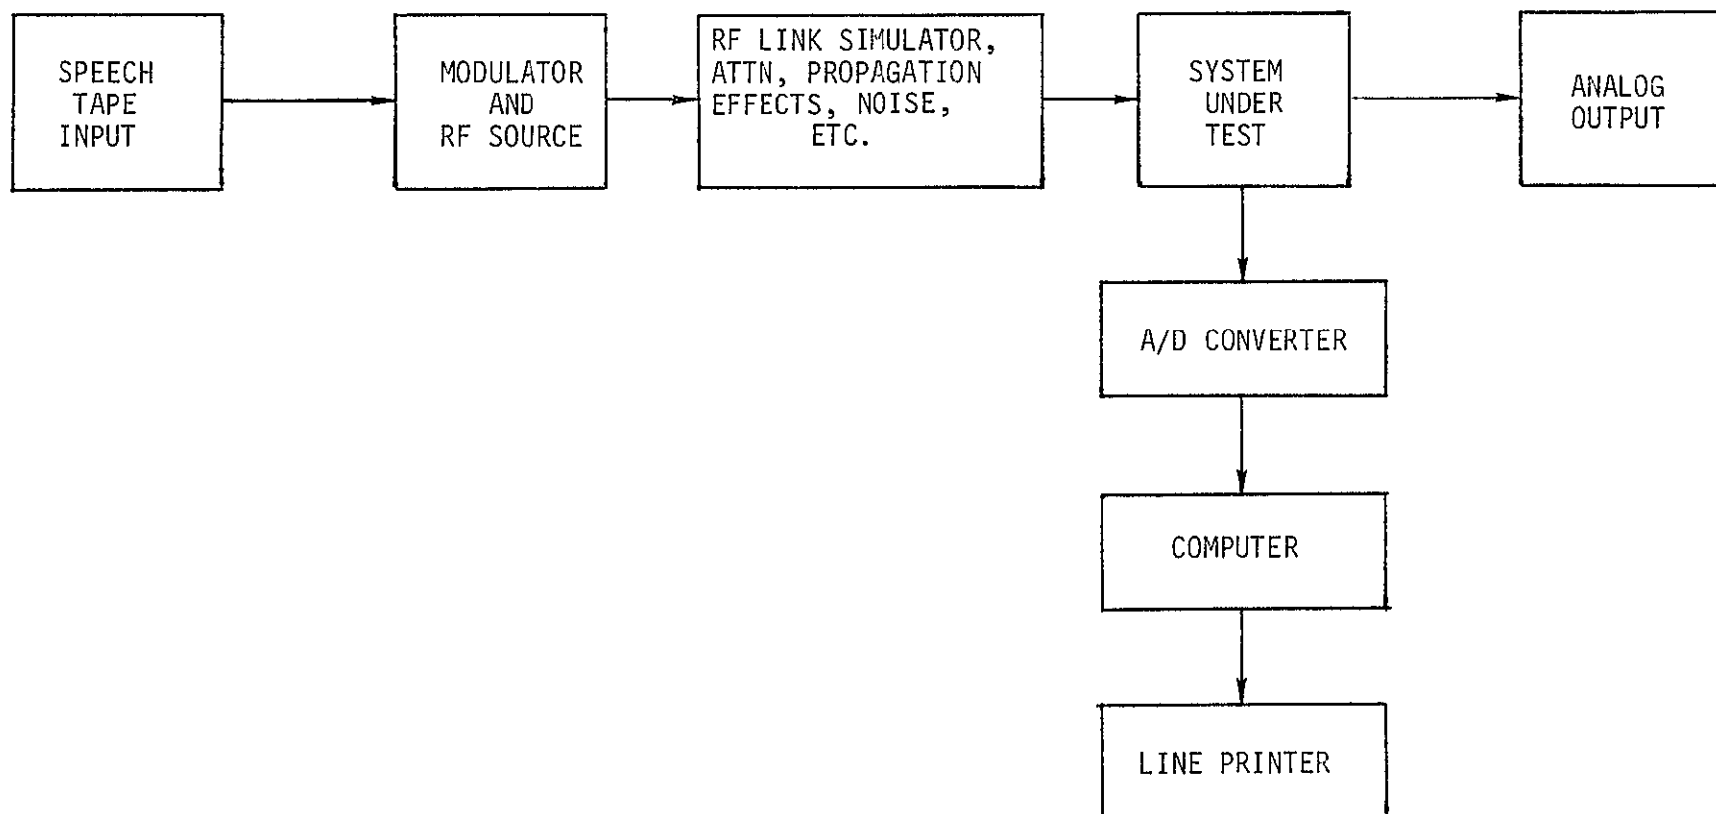 SPEECH
TAPE
INPUT
MODULATOR
AND
RF SOURCE
RF LINK SIMULATOR,
ATTN, PROPAGATION
EFFECTS, NOISE,
ETC.
SYSTEM
UNDER
TEST
ANALOG
OUTPUT
A/D CONVERTER
COMPUTER
LINE PRINTER